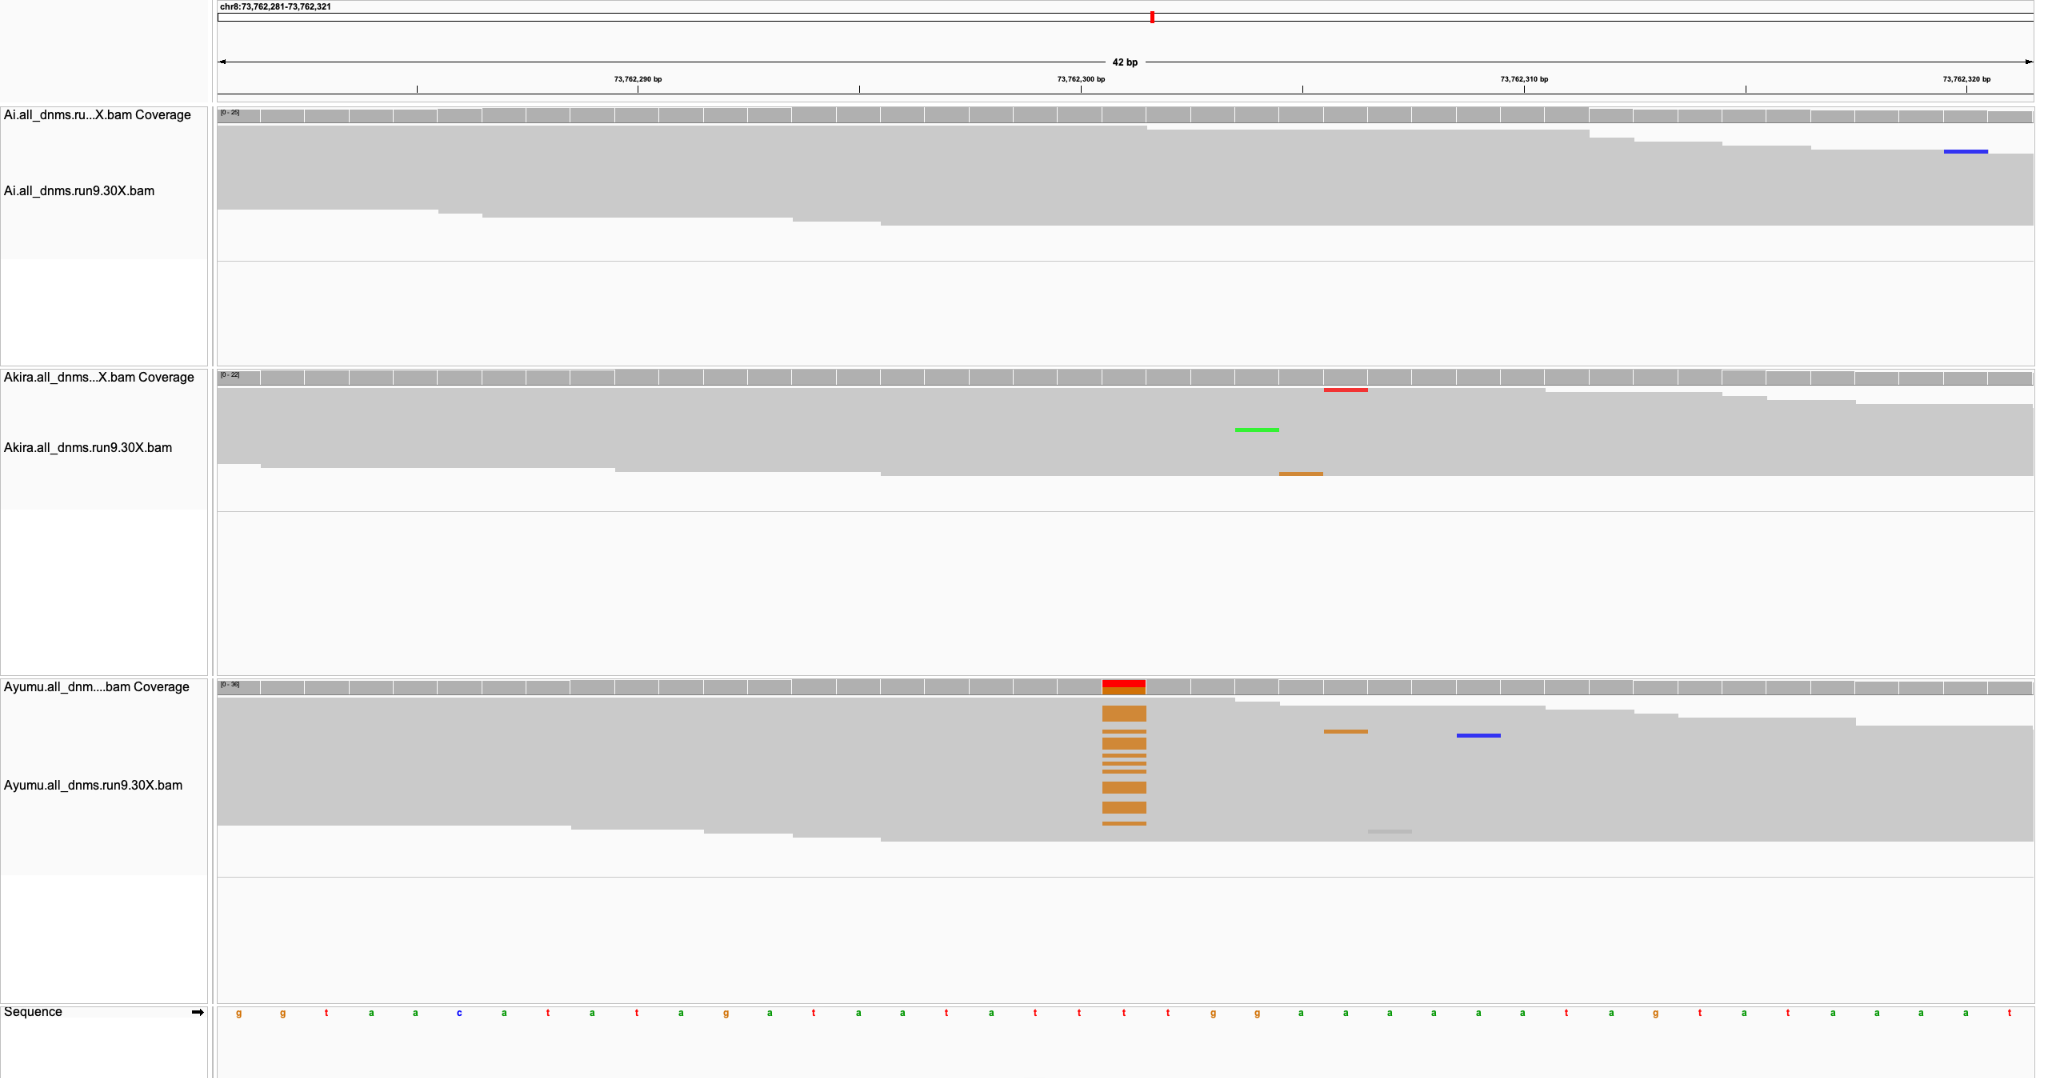 chr8:73,762,281-73,762,321
42 bp
73,762,290 bp 73,762,300 bp 73,762,310 bp 73,762,320 bp
Ai.all_dnms.ru...X.bam Coverage
[0 - 25]
Ai.all_dnms.run9.30X.bam
Akira.all_dnms...X.bam Coverage
[0 - 22]
Akira.all_dnms.run9.30X.bam
Ayumu.all_dnm....bam Coverage
[0 - 36]
Ayumu.all_dnms.run9.30X.bam
Sequence
g g t a a c a t a t a g a t a a t a t t t t g g a a a a a a t a g t a t a a a a t